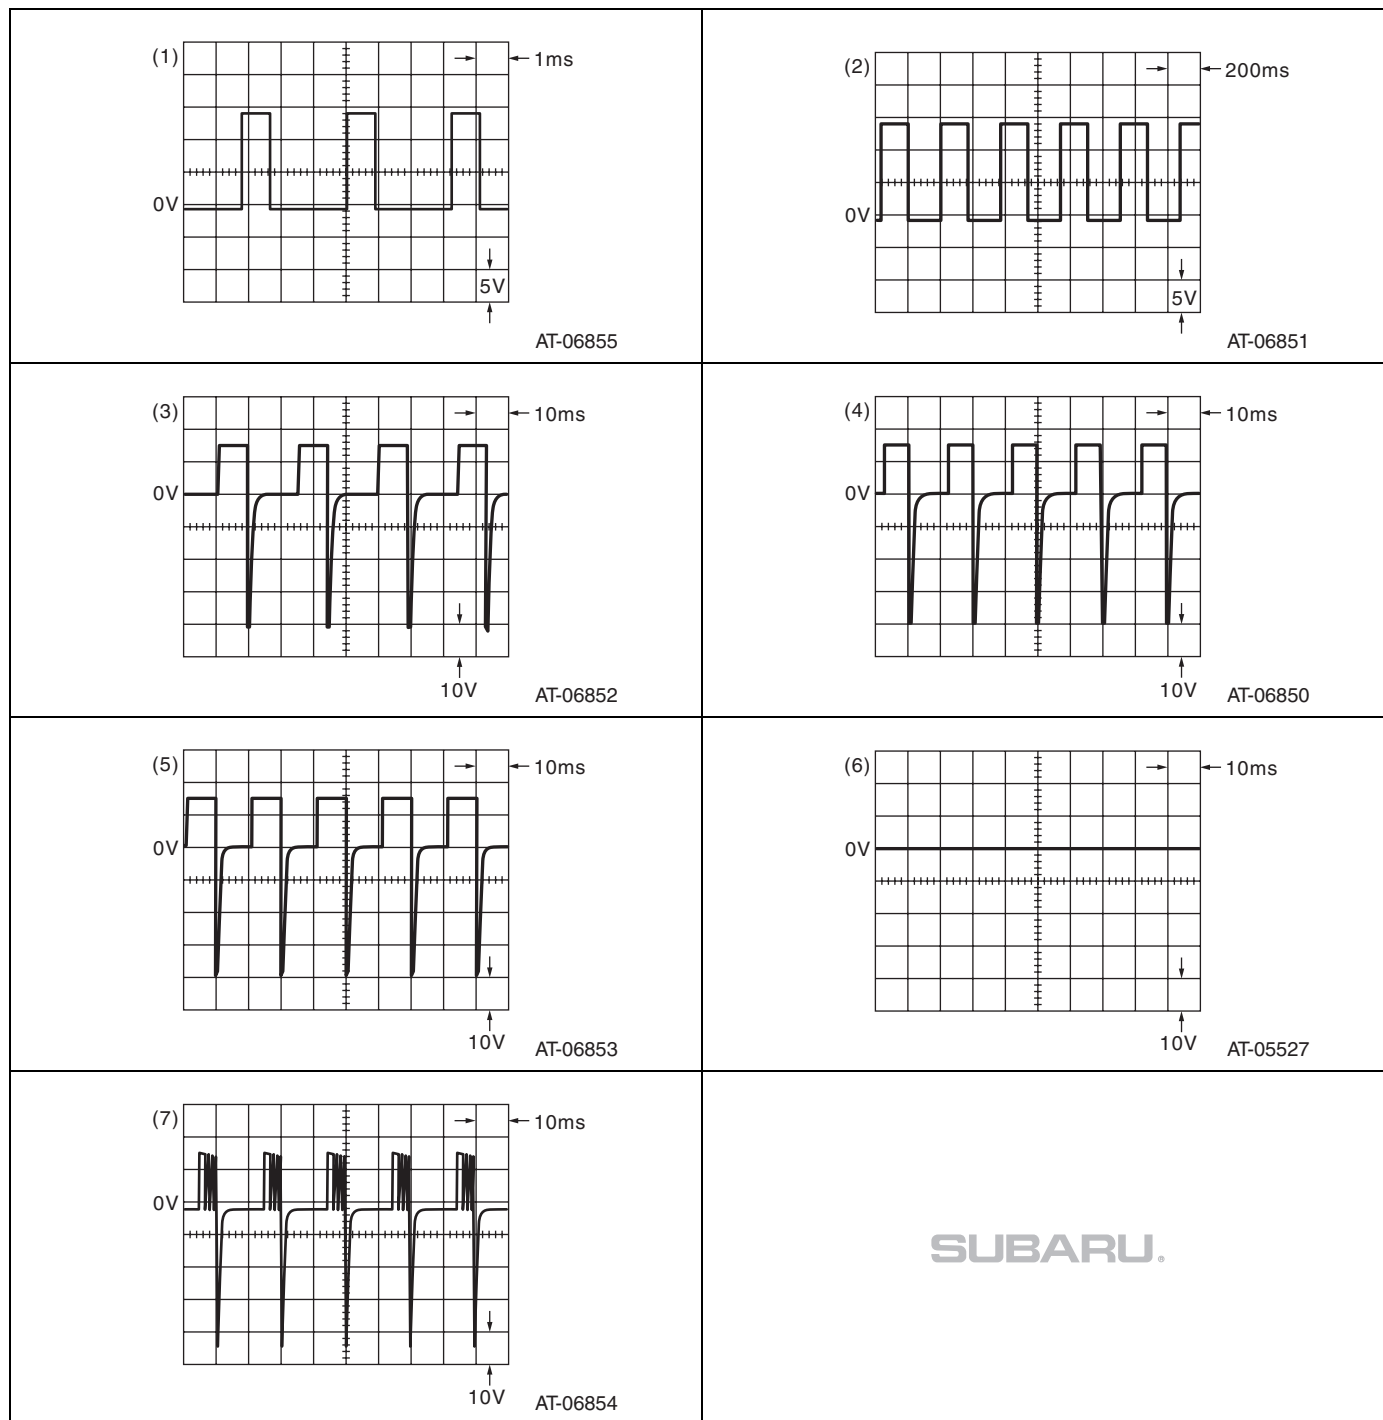 (1)
1ms
0V
5V
AT-06855
(2)
200ms
0V
5V
AT-06851
(3)
10ms
0V
10V
AT-06852
(4)
10ms
0V
10V
AT-06850
(5)
10ms
0V
10V
AT-06853
(6)
10ms
0V
10V
AT-05527
(7)
10ms
0V
10V
AT-06854
SUBARU®